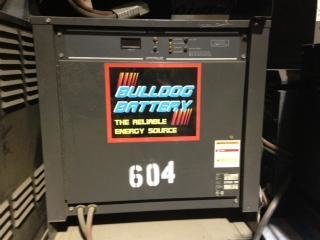 BULLDOG
BATTERY
THE RELIABLE
ENERGY SOURCE
604